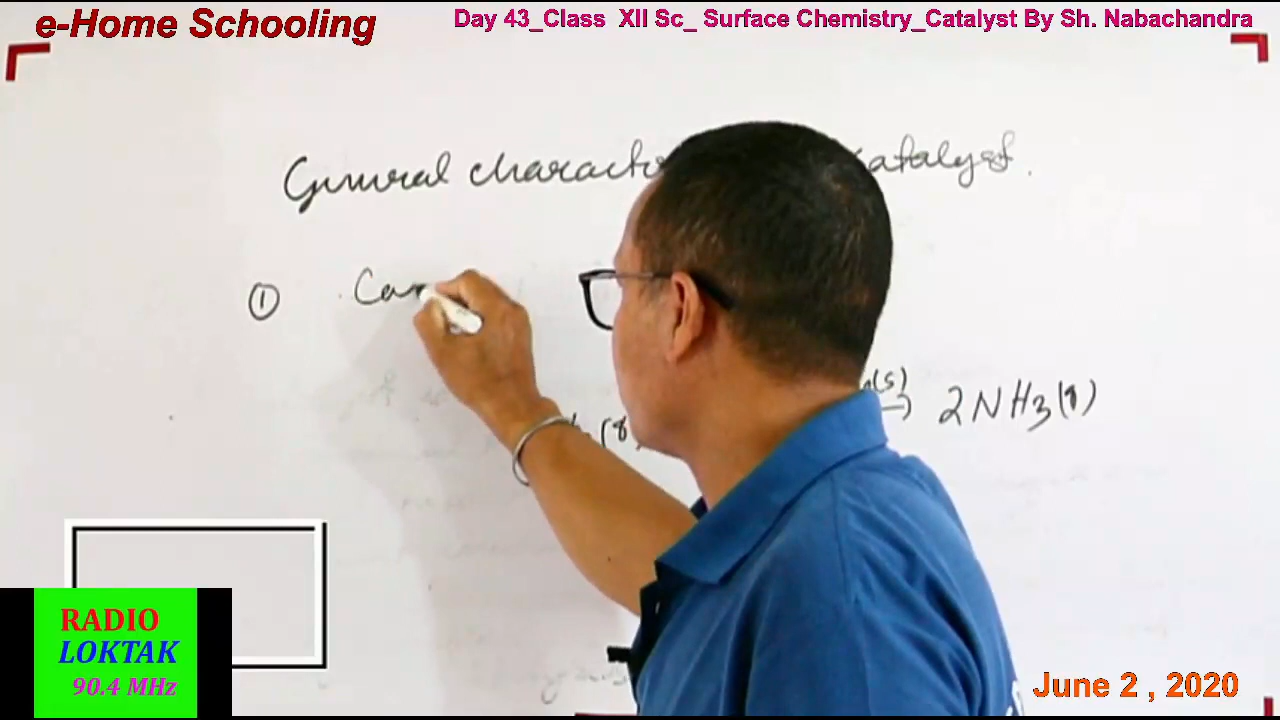 e-Home Schooling
Day 43_Class XII Sc_ Surface Chemistry_Catalyst By Sh. Nabachandra
General characte catalyst.
① Ca
(s)
(g) → 2NH3(g)
RADIO
LOKTAK
90.4 MHz
June 2 , 2020